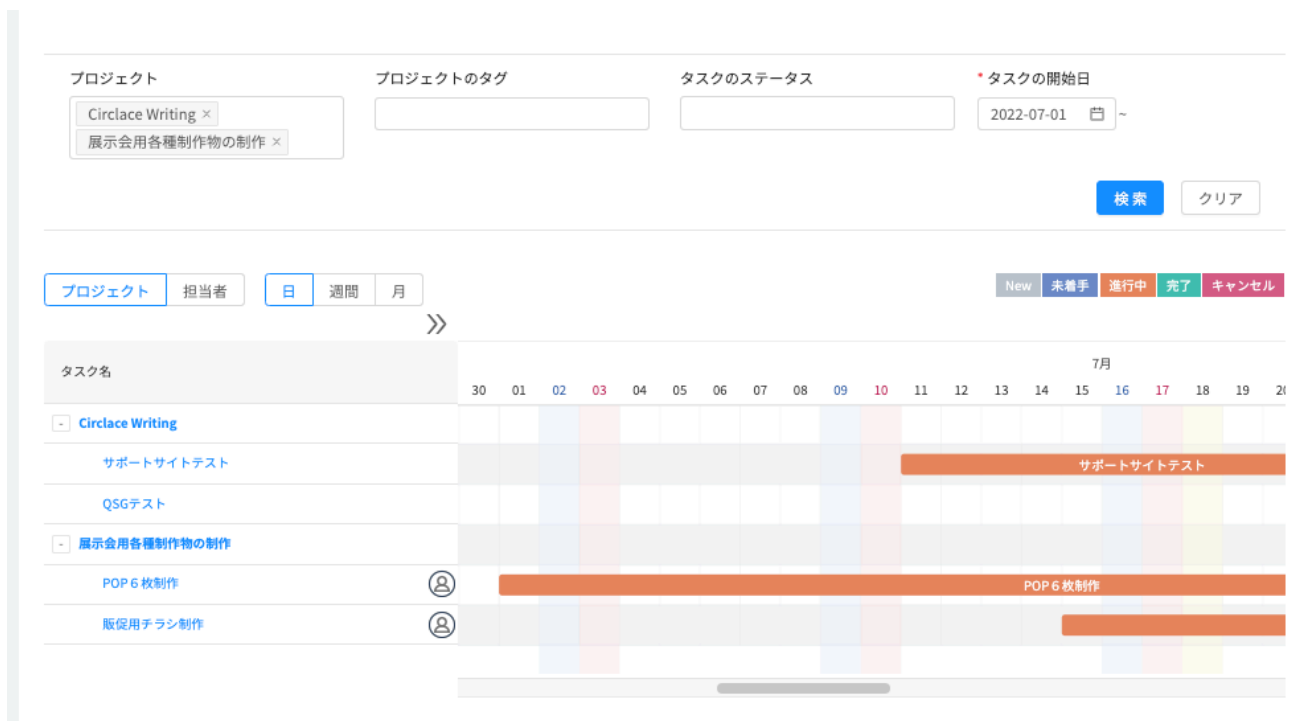 プロジェクト
プロジェクトのタグ
タスクのステータス
* タスクの開始日
Circlace Writing ×
展示会用各種制作物の制作 ×
2022-07-01 ~
検索
クリア
プロジェクト 担当者
日 週間 月
New 未着手 進行中 完了 キャンセル
タスク名
7月
30 01 02 03 04 05 06 07 08 09 10 11 12 13 14 15 16 17 18 19
- Circlace Writing
サポートサイトテスト
サポートサイトテスト
QSGテスト
- 展示会用各種制作物の制作
POP6枚制作
POP6枚制作
販促用チラシ制作